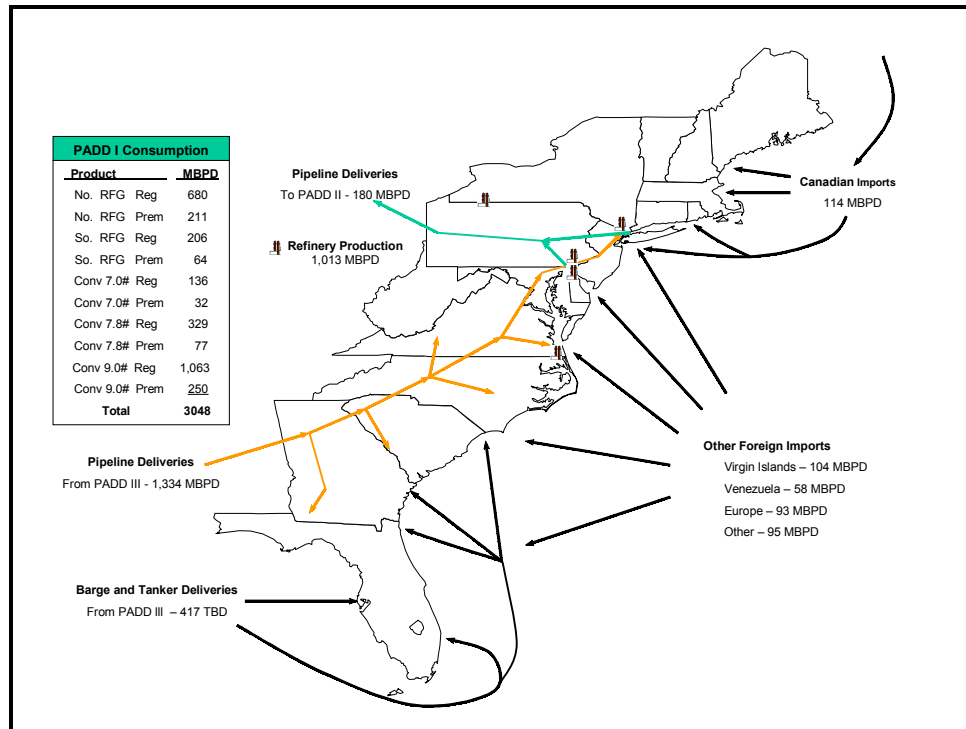 PADD I Consumption
Product MBPD
No. RFG Reg 680
No. RFG Prem 211
So. RFG Reg 206
So. RFG Prem 64
Conv 7.0# Reg 136
Conv 7.0# Prem 32
Conv 7.8# Reg 329
Conv 7.8# Prem 77
Conv 9.0# Reg 1,063
Conv 9.0# Prem 250
Total 3048
Pipeline Deliveries
To PADD II - 180 MBPD
Refinery Production
1,013 MBPD
Canadian Imports
114 MBPD
Pipeline Deliveries
From PADD III - 1,334 MBPD
Other Foreign Imports
Virgin Islands – 104 MBPD
Venezuela – 58 MBPD
Europe – 93 MBPD
Other – 95 MBPD
Barge and Tanker Deliveries
From PADD III – 417 TBD